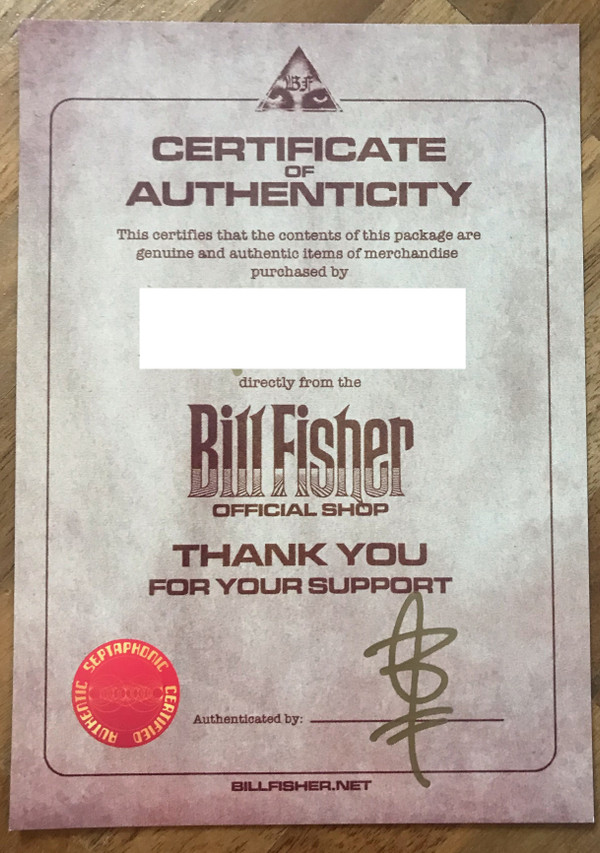 BF
CERTIFICATE
OF
AUTHENTICITY
This certifies that the contents of this package are
genuine and authentic items of merchandise
purchased by
directly from the
Bill Fisher
OFFICIAL SHOP
THANK YOU
FOR YOUR SUPPORT
SEPTAPHONIC CERTIFIED AUTHENTIC
Authenticated by:
BF
BILLFISHER.NET